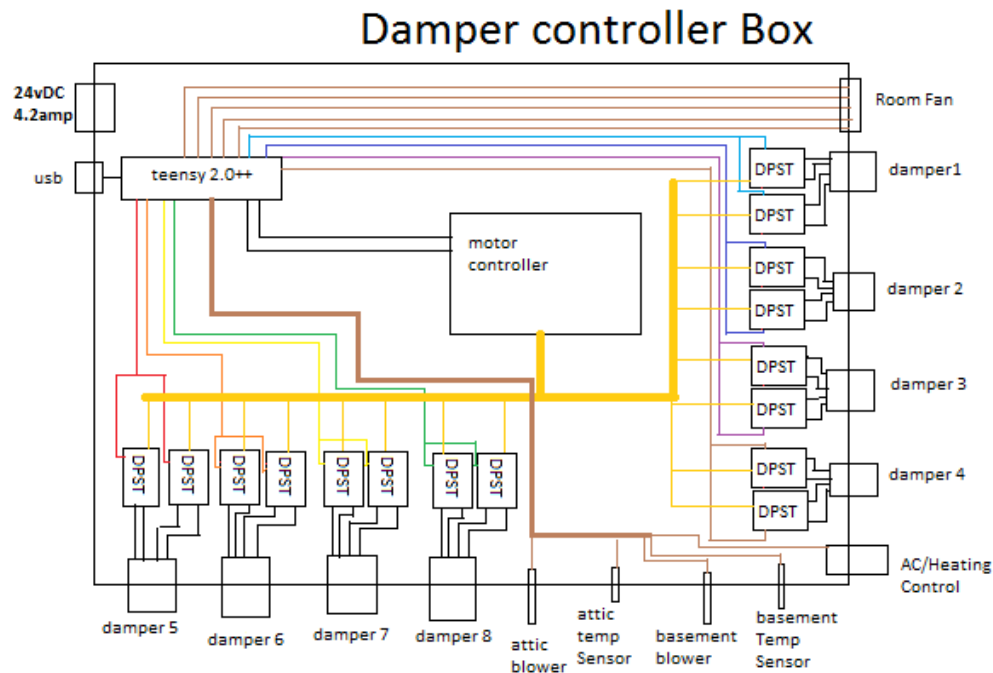 Damper controller Box
24vDC
4.2amp
Room Fan
usb
teensy 2.0++
DPST
damper1
DPST
motor
controller
DPST
damper 2
DPST
DPST
damper 3
DPST
DPST
damper 4
DPST
DPST
DPST
DPST
DPST
DPST
DPST
DPST
DPST
AC/Heating
Control
damper 5
damper 6
damper 7
damper 8
attic
blower
attic
temp
Sensor
basement
blower
basement
Temp
Sensor